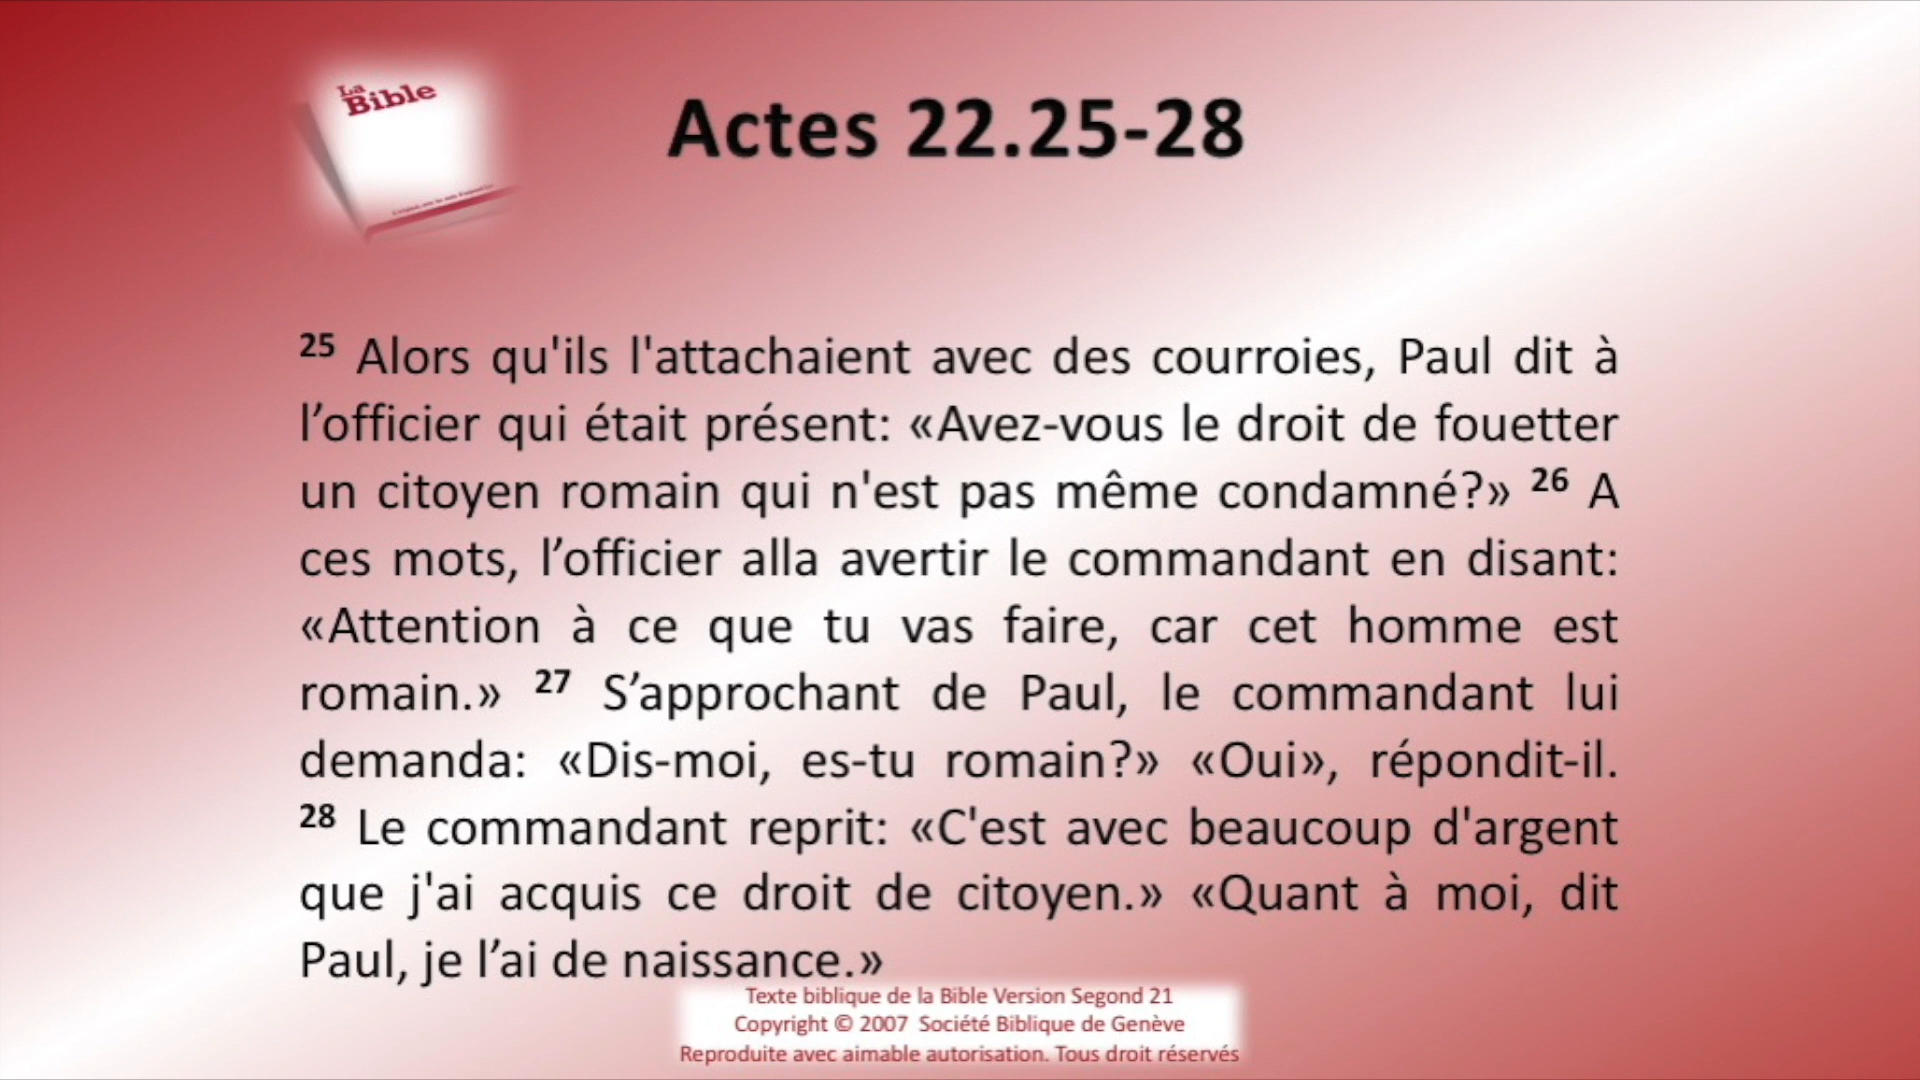 La
Bible
Actes 22.25-28
25 Alors qu'ils l'attachaient avec des courroies, Paul dit à
l’officier qui était présent: «Avez-vous le droit de fouetter
un citoyen romain qui n'est pas même condamné?» 26 A
ces mots, l’officier alla avertir le commandant en disant:
«Attention à ce que tu vas faire, car cet homme est
romain.» 27 S’approchant de Paul, le commandant lui
demanda: «Dis-moi, es-tu romain?» «Oui», répondit-il.
28 Le commandant reprit: «C'est avec beaucoup d'argent
que j'ai acquis ce droit de citoyen.» «Quant à moi, dit
Paul, je l’ai de naissance.»
Texte biblique de la Bible Version Segond 21
Copyright © 2007 Société Biblique de Genève
Reproduite avec aimable autorisation. Tous droit réservés